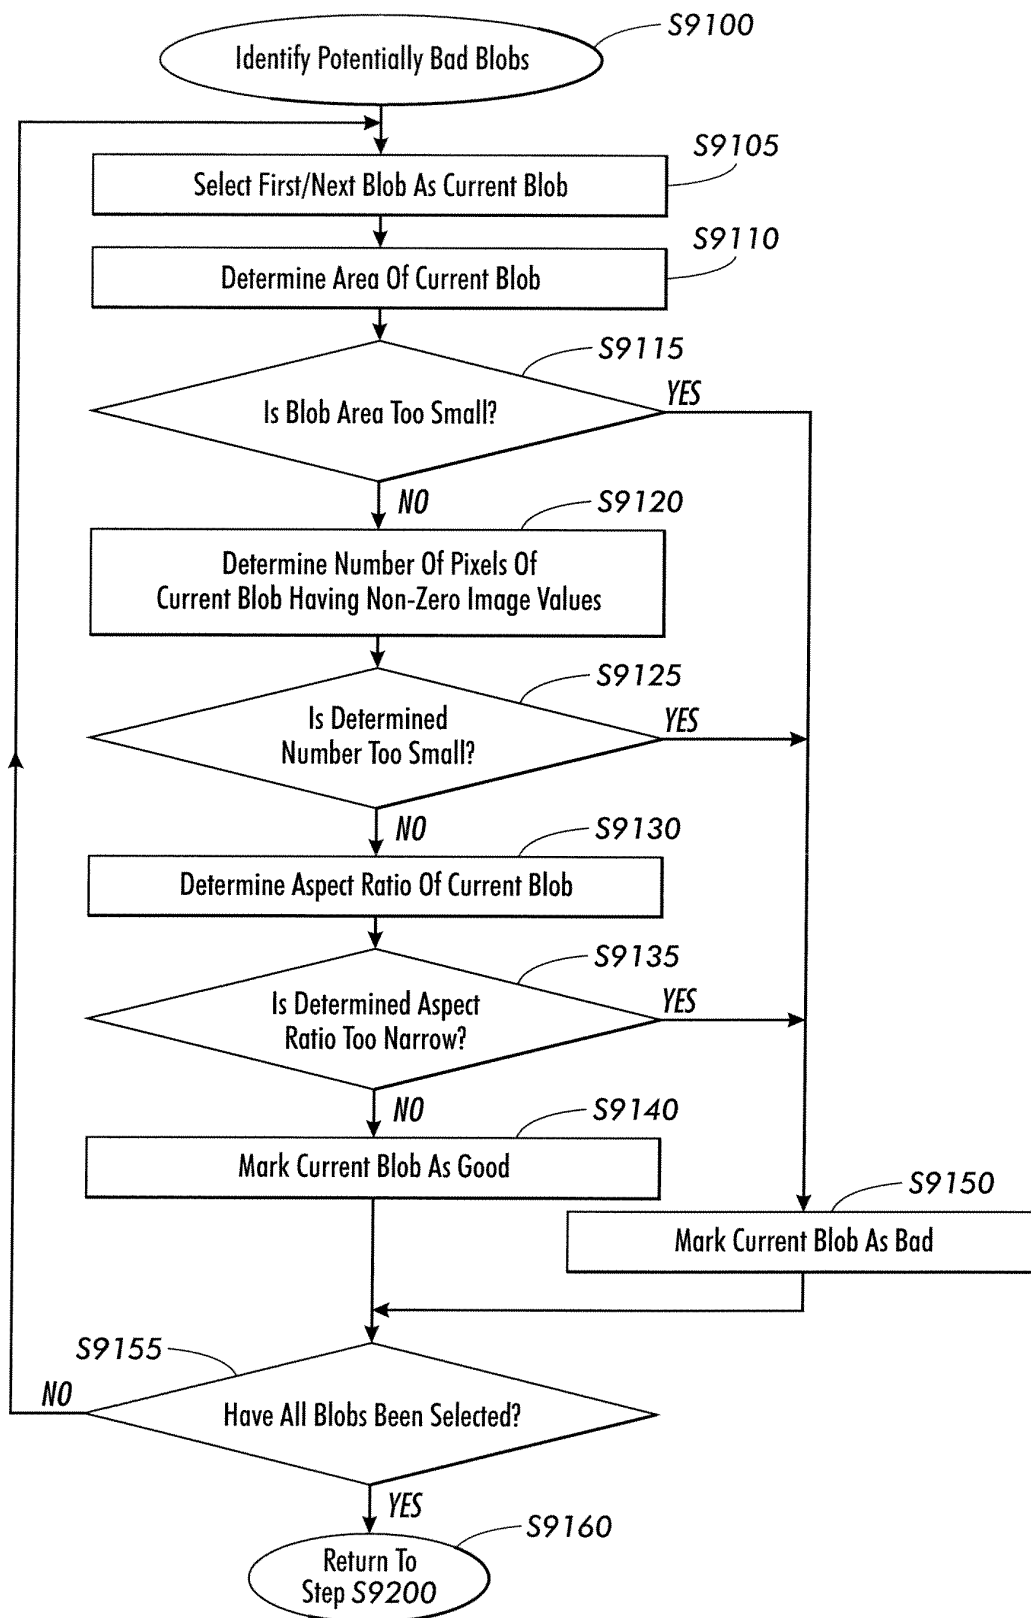 S9100
Identify Potentially Bad Blobs
S9105
Select First/Next Blob As Current Blob
S9110
Determine Area Of Current Blob
S9115
Is Blob Area Too Small?
YES
NO
S9120
Determine Number Of Pixels Of
Current Blob Having Non-Zero Image Values
S9125
Is Determined
Number Too Small?
YES
NO
S9130
Determine Aspect Ratio Of Current Blob
S9135
Is Determined Aspect
Ratio Too Narrow?
YES
NO
S9140
Mark Current Blob As Good
S9150
Mark Current Blob As Bad
S9155
Have All Blobs Been Selected?
NO
YES
S9160
Return To
Step S9200